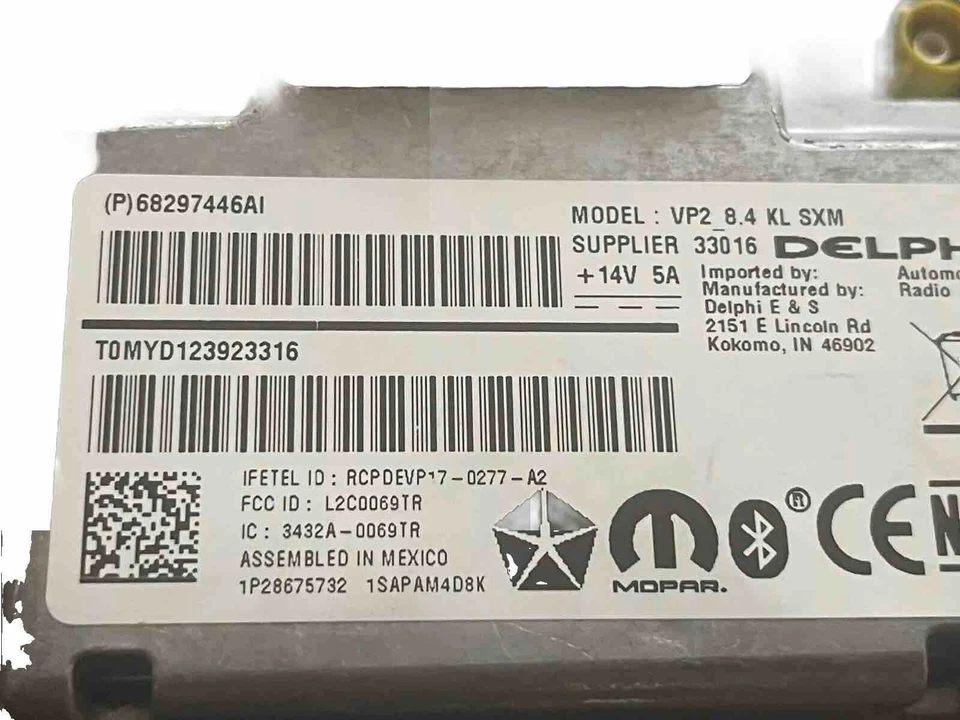 (P)68297446AI
MODEL : VP2_8.4 KL SXM
SUPPLIER 33016 DELPH
+14V 5A
Imported by:
Manufactured by:
Delphi E & S
2151 E Lincoln Rd
Kokomo, IN 46902
Automo
Radio
T0MYD123923316
IFETEL ID : RCPDEVP17-0277-A2
FCC ID : L2C0069TR
IC : 3432A-0069TR
ASSEMBLED IN MEXICO
1P28675732 1SAPAM4D8K
MOPAR.
®
CE
N